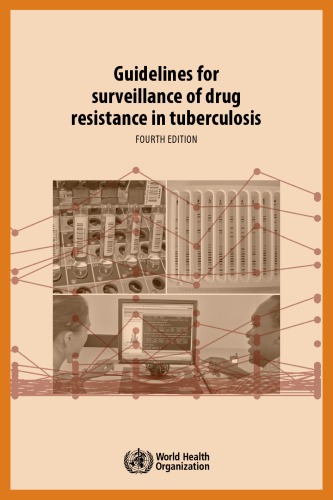 Guidelines for
surveillance of drug
resistance in tuberculosis
FOURTH EDITION
World Health
Organization